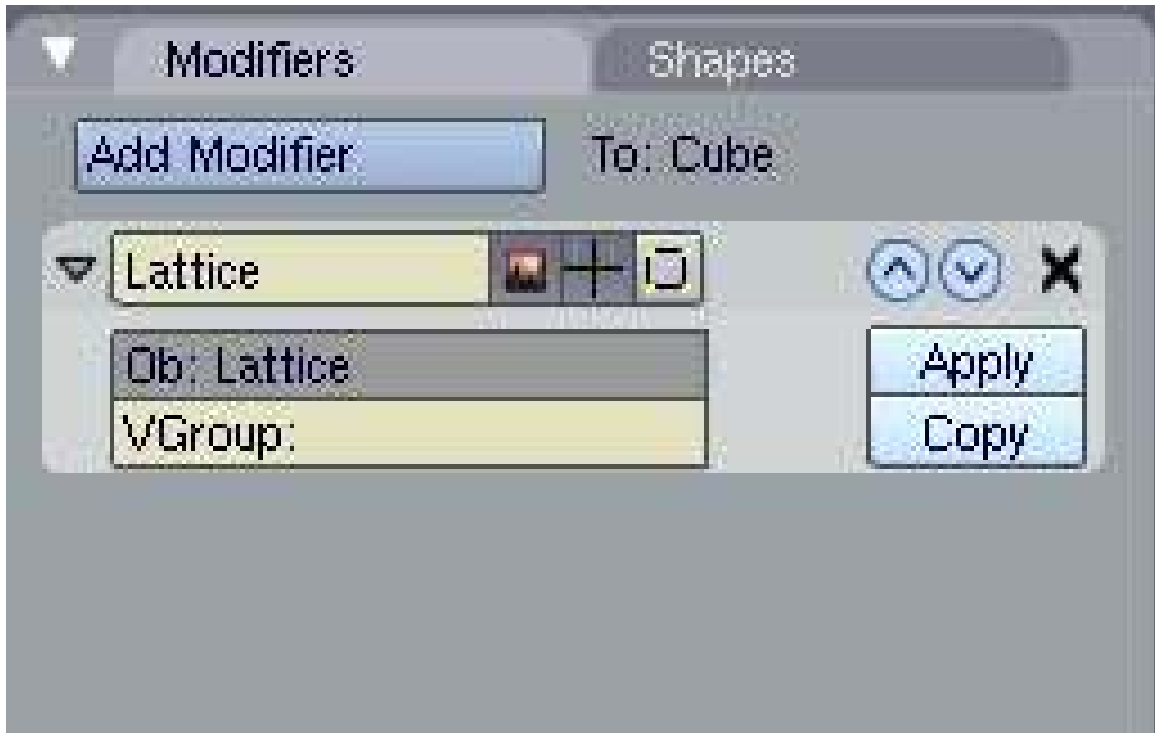 Modifiers Shapes
Add Modifier To: Cube
Lattice
Ob: Lattice Apply
VGroup: Copy